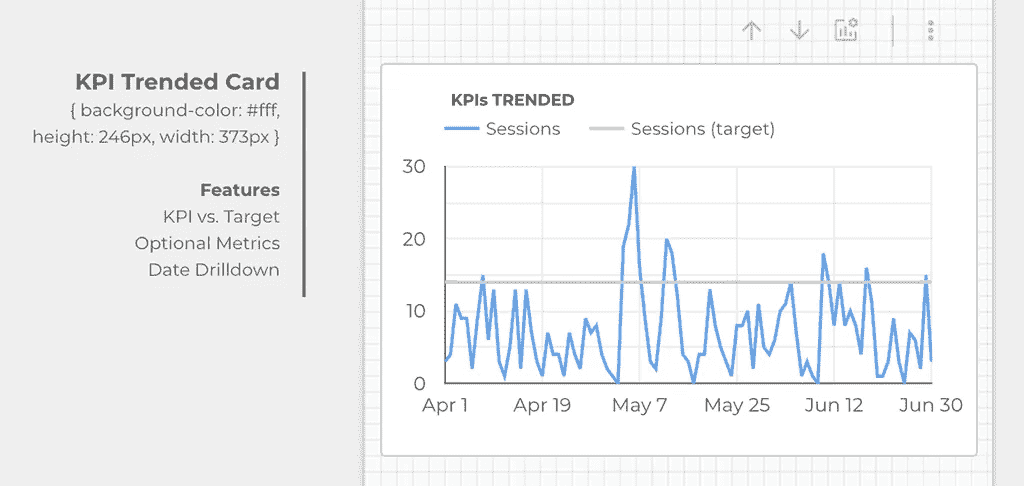 KPI Trended Card
{ background-color: #fff,
height: 246px, width: 373px }
Features
KPI vs. Target
Optional Metrics
Date Drilldown
KPIs TRENDED
Sessions Sessions (target)
30
20
10
0
Apr 1 Apr 19 May 7 May 25 Jun 12 Jun 30